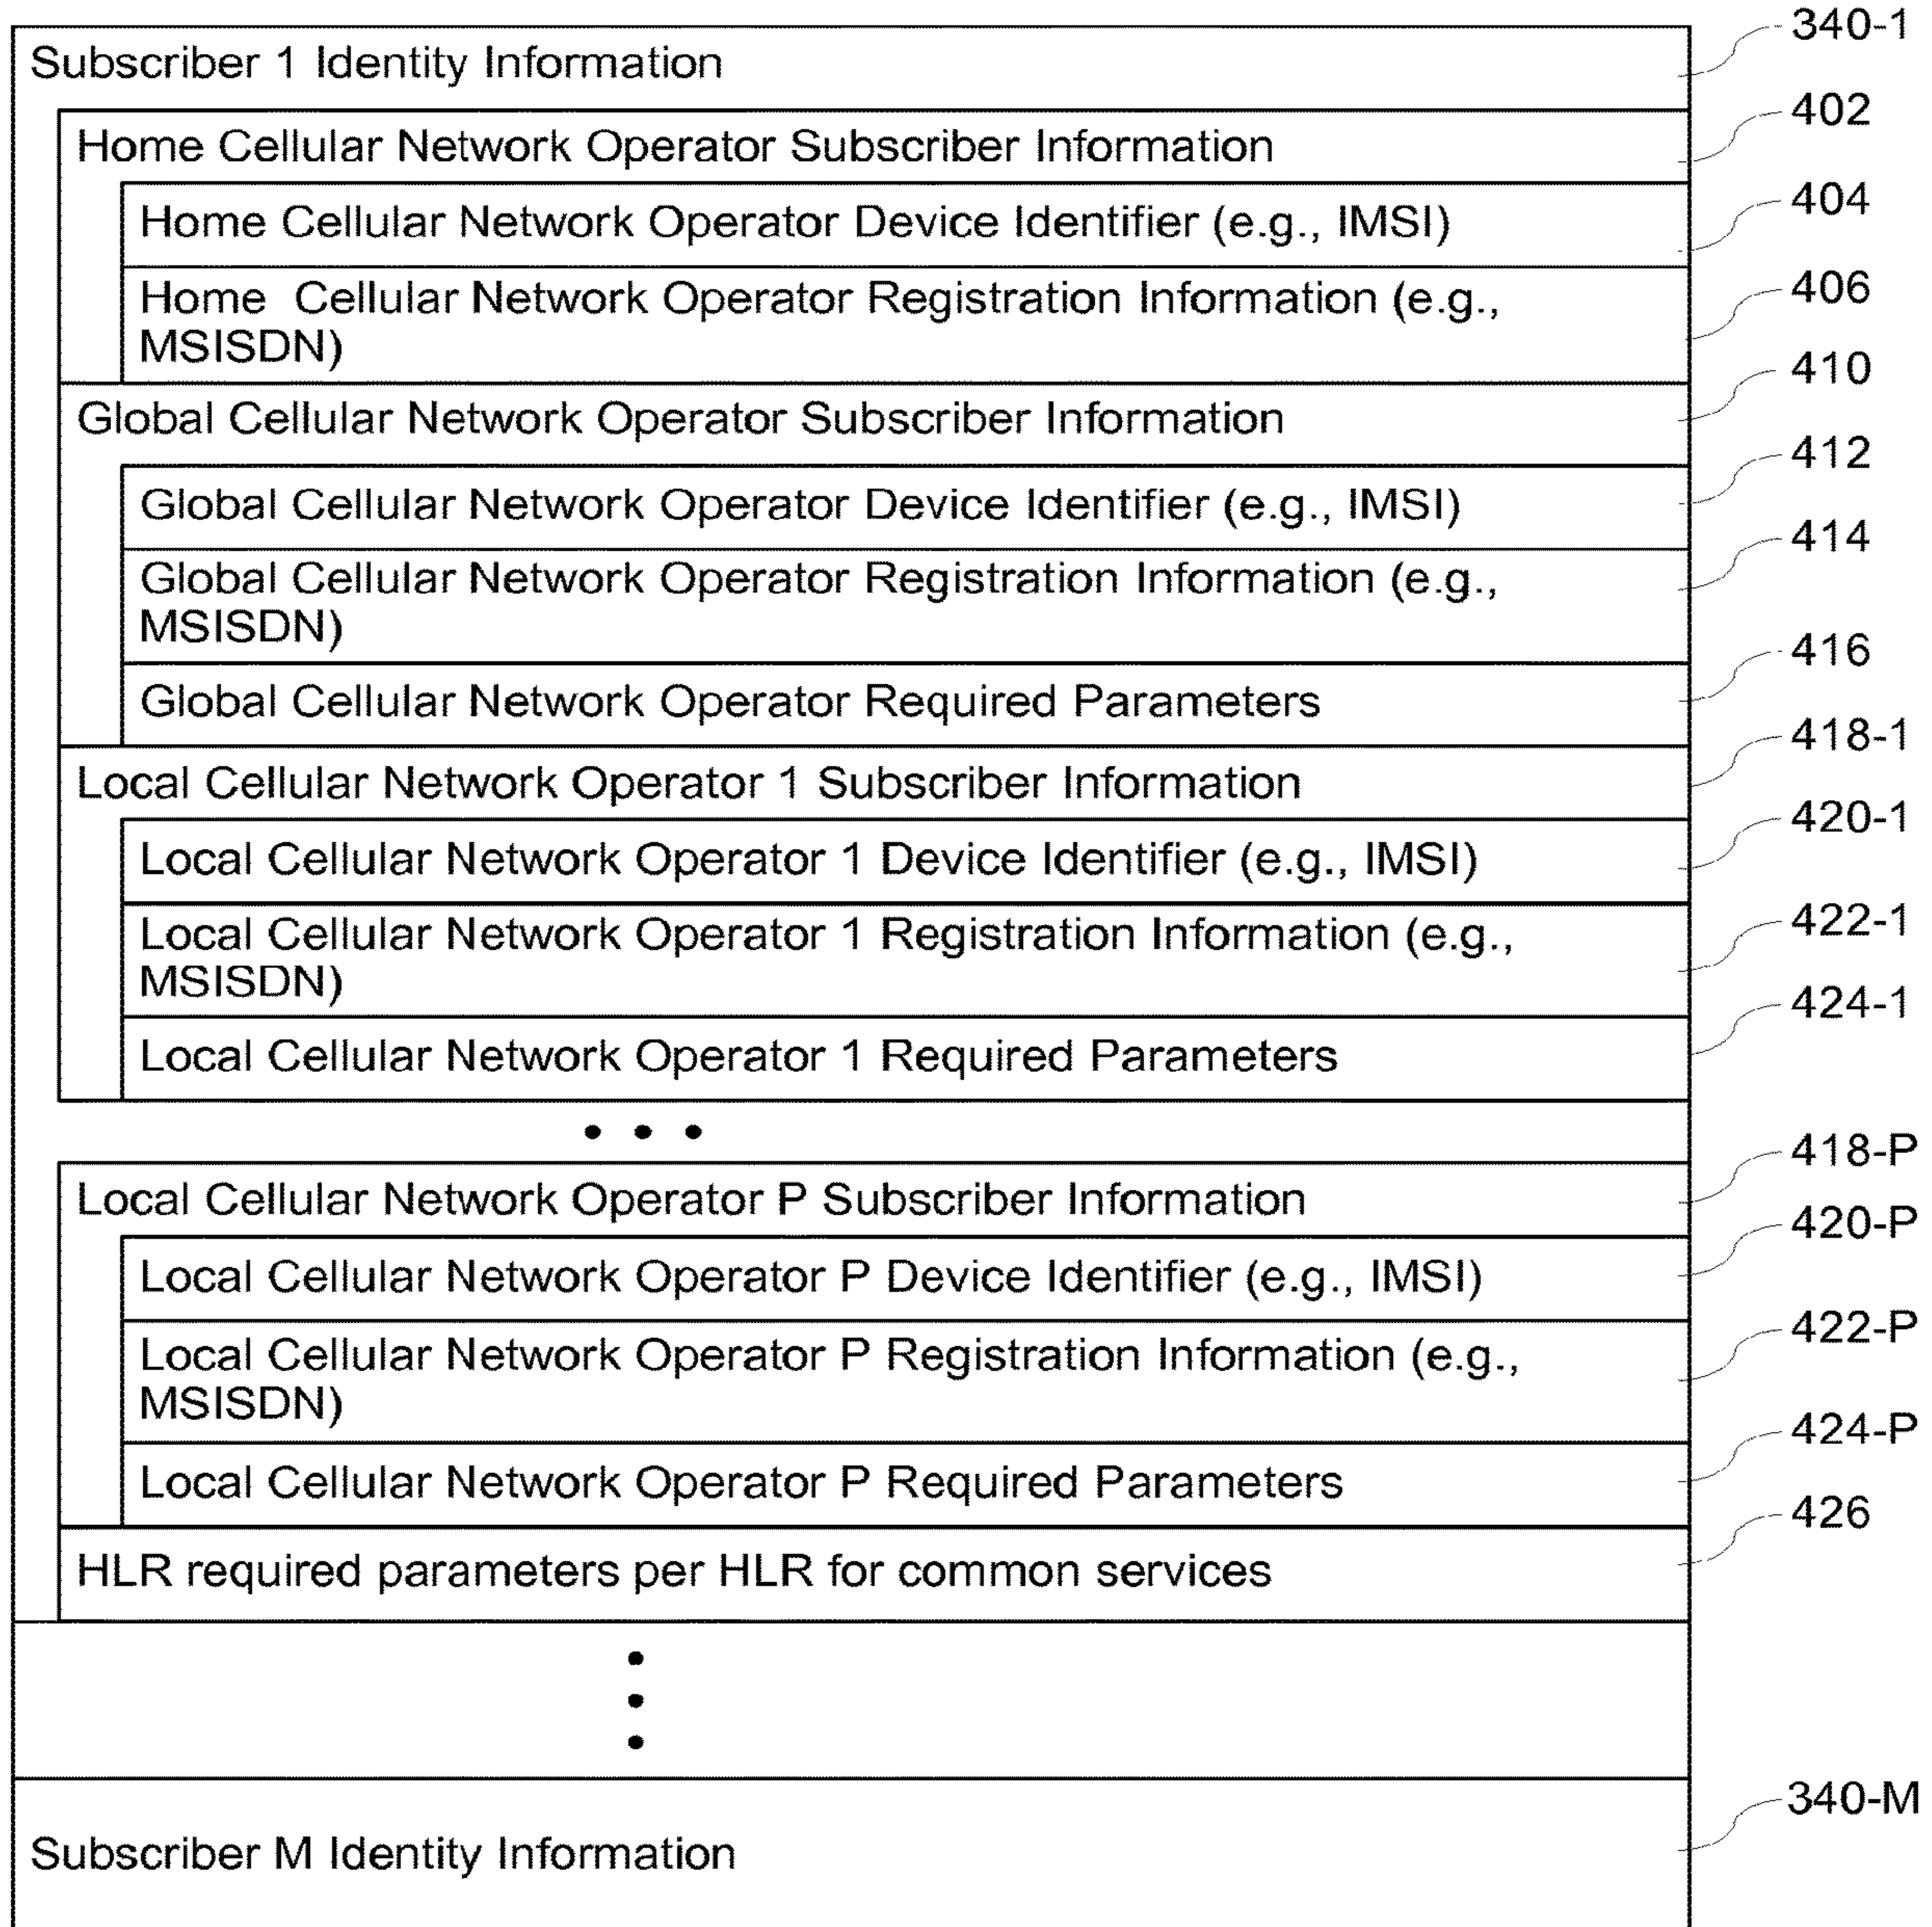 340-1
Subscriber 1 Identity Information
402
Home Cellular Network Operator Subscriber Information
404
Home Cellular Network Operator Device Identifier (e.g., IMSI)
406
Home Cellular Network Operator Registration Information (e.g.,
MSISDN)
410
Global Cellular Network Operator Subscriber Information
412
Global Cellular Network Operator Device Identifier (e.g., IMSI)
414
Global Cellular Network Operator Registration Information (e.g.,
MSISDN)
416
Global Cellular Network Operator Required Parameters
418-1
Local Cellular Network Operator 1 Subscriber Information
420-1
Local Cellular Network Operator 1 Device Identifier (e.g., IMSI)
422-1
Local Cellular Network Operator 1 Registration Information (e.g.,
MSISDN)
424-1
Local Cellular Network Operator 1 Required Parameters
• • •
418-P
Local Cellular Network Operator P Subscriber Information
420-P
Local Cellular Network Operator P Device Identifier (e.g., IMSI)
422-P
Local Cellular Network Operator P Registration Information (e.g.,
MSISDN)
424-P
Local Cellular Network Operator P Required Parameters
426
HLR required parameters per HLR for common services
•
•
•
340-M
Subscriber M Identity Information